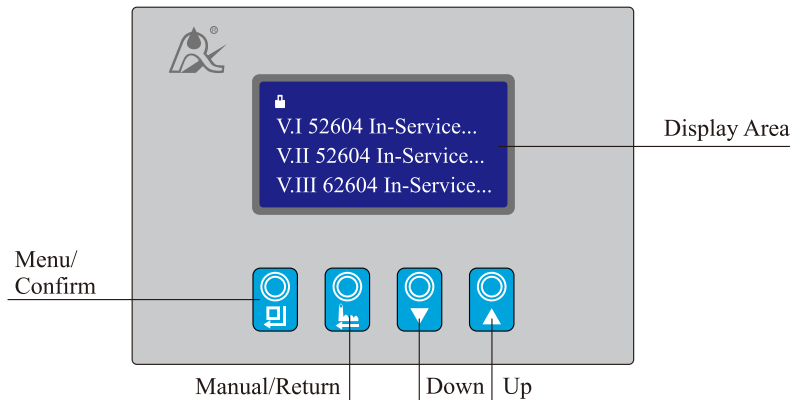 ®
V.I 52604 In-Service...
V.II 52604 In-Service...
V.III 62604 In-Service...
Display Area
Menu/
Confirm
Manual/Return
Down
Up